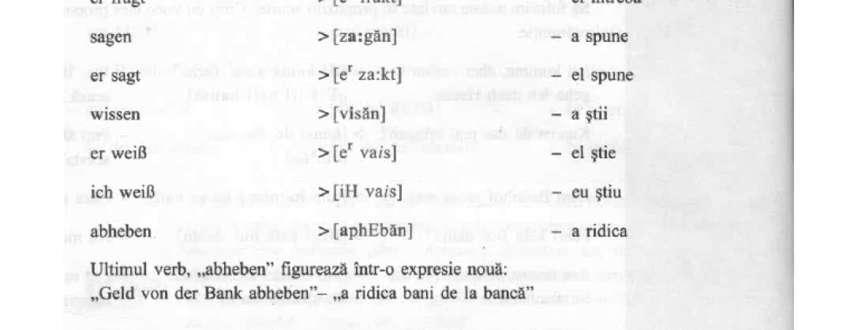 sagen >[za:găn] – a spune
er sagt >[eʳ za:kt] – el spune
wissen >[visăn] – a ști
er weiß >[eʳ vais] – el știe
ich weiß >[iH vais] – eu știu
abheben >[aphEbăn] – a ridica
Ultimul verb, „abheben” figurează într-o expresie nouă:
„Geld von der Bank abheben”– „a ridica bani de la bancă”